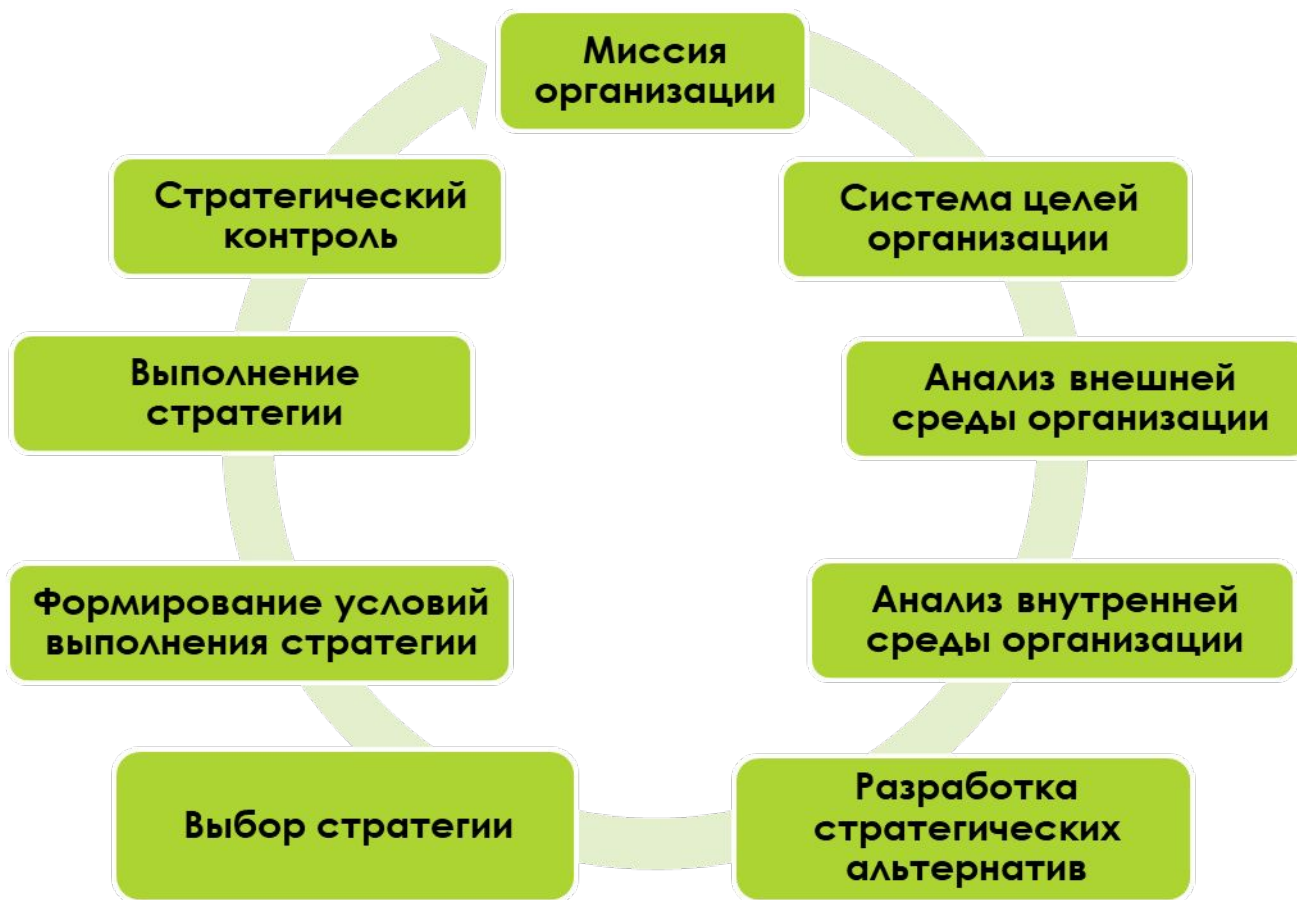 Миссия
организации
Система целей
организации
Анализ внешней
среды организации
Анализ внутренней
среды организации
Разработка
стратегических
альтернатив
Выбор стратегии
Формирование условий
выполнения стратегии
Выполнение
стратегии
Стратегический
контроль